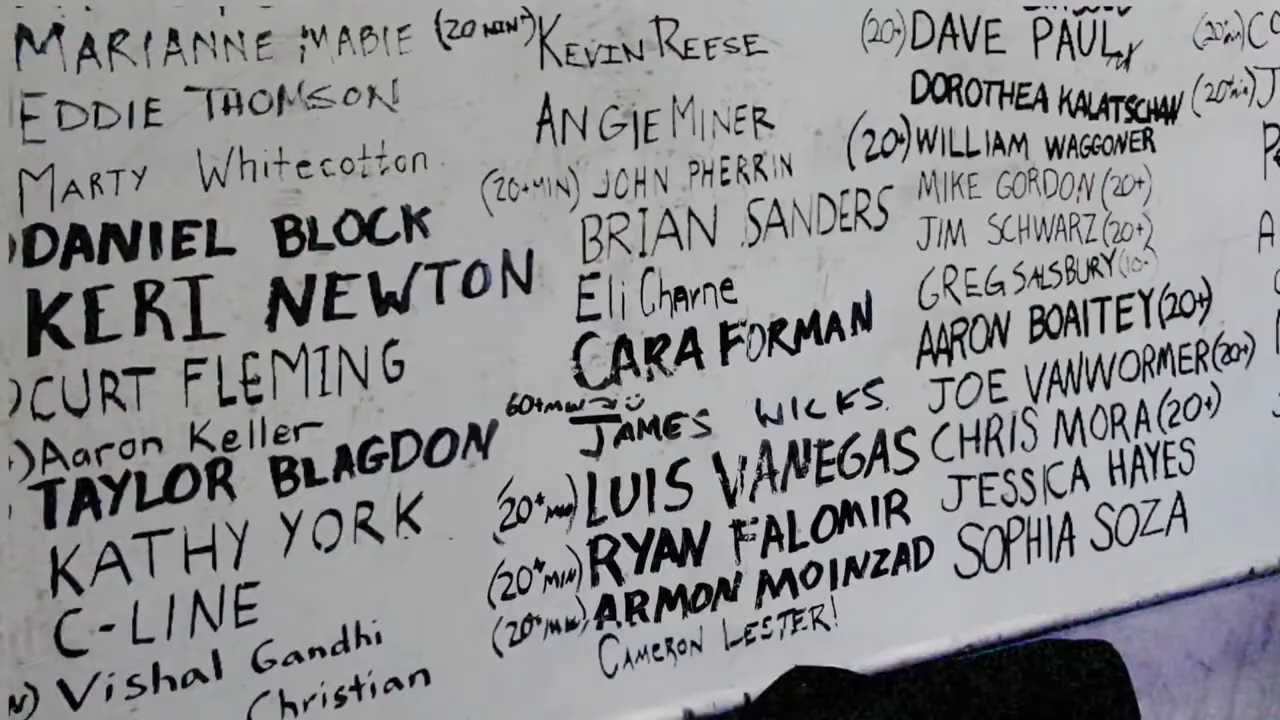 MARIANNE MABIE
EDDIE THOMSON
MARTY Whitecotton
DANIEL BLOCK
KERI NEWTON
CURT FLEMING
Aaron Keller
TAYLOR BLAGDON
KATHY YORK
C-LINE
Vishal Gandhi
Christian
(20 MIN+) KEVIN REESE
ANGIE MINER
(20+MIN) JOHN PHERRIN
BRIAN SANDERS
Eli Charne
CARA FORMAN
JAMES WICKS
(20+ MIN) LUIS VANEGAS
(20+ MIN) RYAN FALOMIR
(20+ MIN) ARMON MOINZAD
CAMERON LESTER!
(20+) DAVE PAUL
DOROTHEA KALATSCHAN
(20+) WILLIAM WAGGONER
MIKE GORDON (20+)
JIM SCHWARZ (20+)
GREG SALSBURY
AARON BOAITEY (20+)
JOE VANWORMER (20+)
CHRIS MORA (20+)
JESSICA HAYES
SOPHIA SOZA